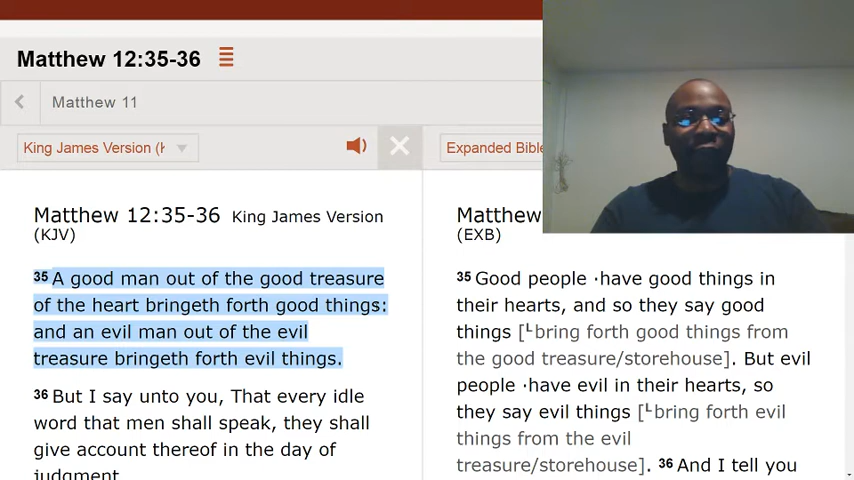 Matthew 12:35-36
Matthew 11
King James Version (
Expanded Bible
Matthew 12:35-36 King James Version
(KJV)
35 A good man out of the good treasure
of the heart bringeth forth good things:
and an evil man out of the evil
treasure bringeth forth evil things.
36 But I say unto you, That every idle
word that men shall speak, they shall
give account thereof in the day of
judgment.
Matthew
(EXB)
35 Good people ·have good things in
their hearts, and so they say good
things [ᴸbring forth good things from
the good treasure/storehouse]. But evil
people ·have evil in their hearts, so
they say evil things [ᴸbring forth evil
things from the evil
treasure/storehouse]. 36 And I tell you